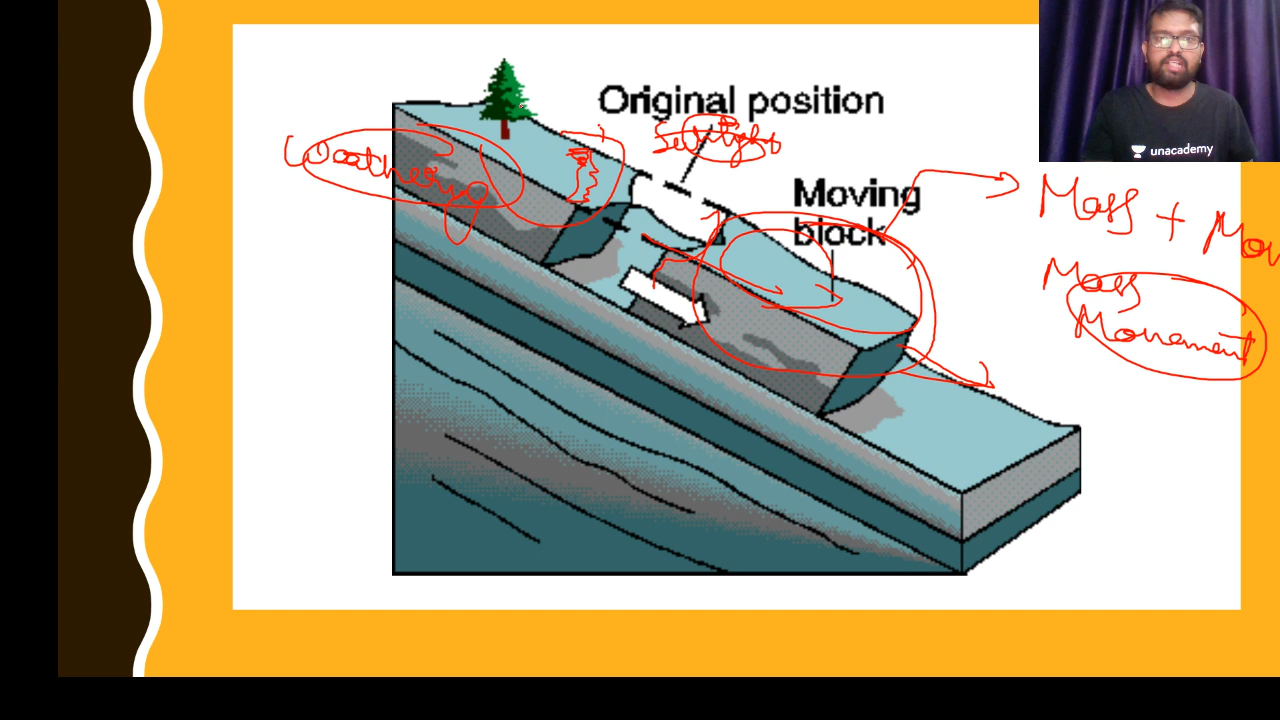 Original position
Moving
block
Weathering
Mass + Mov
Mass
Movement
unacademy